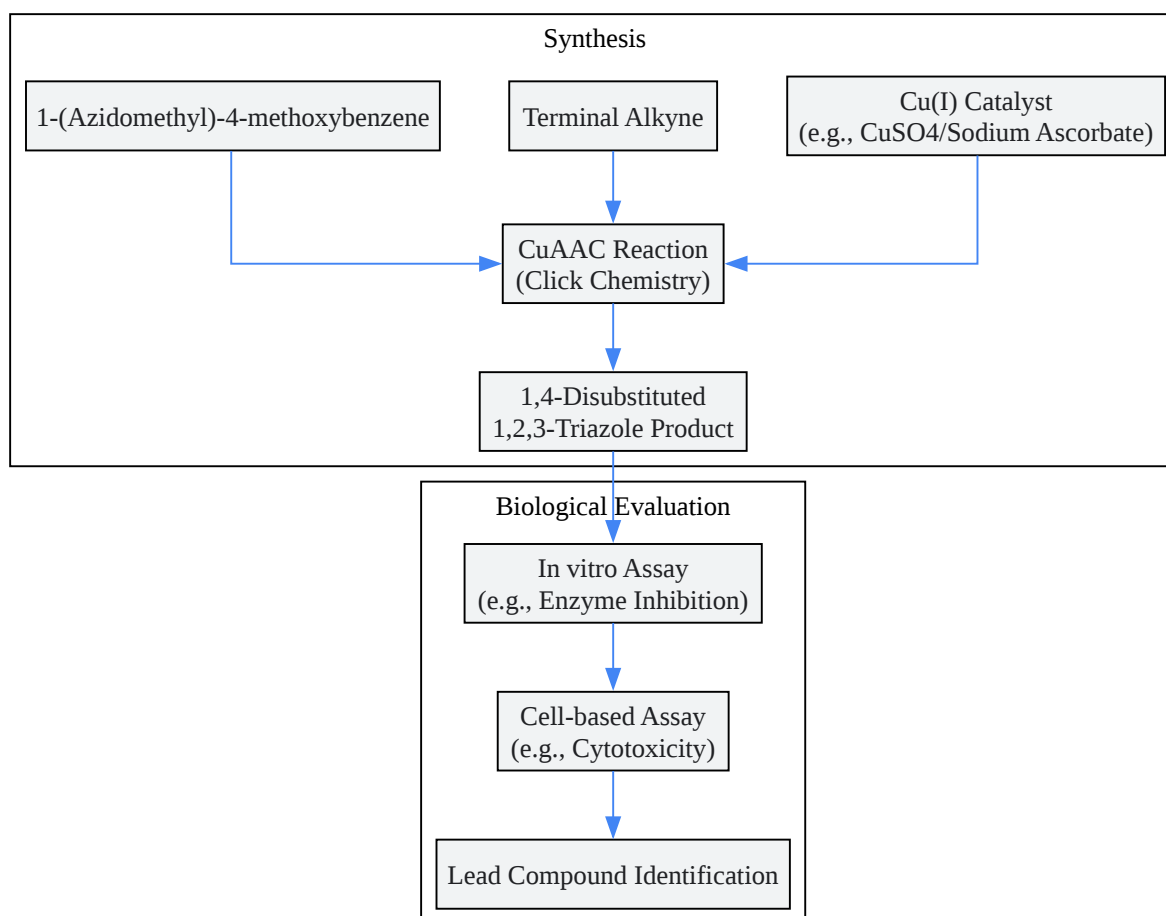 Synthesis
1-(Azidomethyl)-4-methoxybenzene
Terminal Alkyne
Cu(I) Catalyst
(e.g., CuSO4/Sodium Ascorbate)
CuAAC Reaction
(Click Chemistry)
1,4-Disubstituted
1,2,3-Triazole Product
Biological Evaluation
In vitro Assay
(e.g., Enzyme Inhibition)
Cell-based Assay
(e.g., Cytotoxicity)
Lead Compound Identification